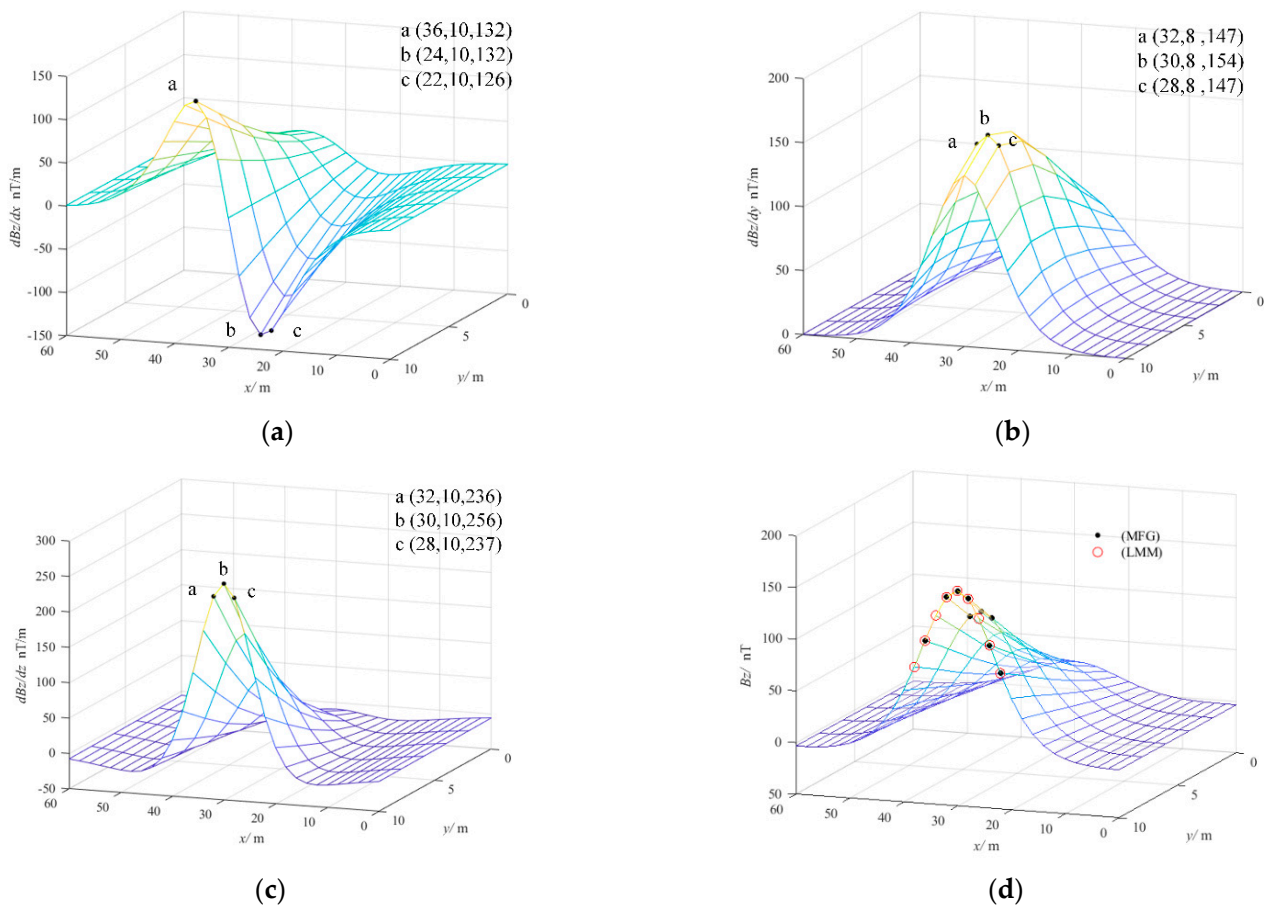 a (36,10,132)
b (24,10,132)
c (22,10,126)
150
100
50
0
-50
-100
-150
dBz/dx nT/m
a
b
c
60
50
40
30
20
10
0
x/ m
0
5
10
y/ m
(a)
a (32,8 ,147)
b (30,8 ,154)
c (28,8 ,147)
200
150
100
50
0
dBz/dy nT/m
a
b
c
60
50
40
30
20
10
0
x/ m
0
5
10
y/ m
(b)
a (32,10,236)
b (30,10,256)
c (28,10,237)
300
250
200
150
100
50
0
-50
dBz/dz nT/m
a
b
c
60
50
40
30
20
10
0
x/ m
0
5
10
y/ m
(c)
(MFG)
(LMM)
200
150
100
50
0
50
Bz/ nT
60
50
40
30
20
10
0
x/ m
0
5
10
y/ m
(d)